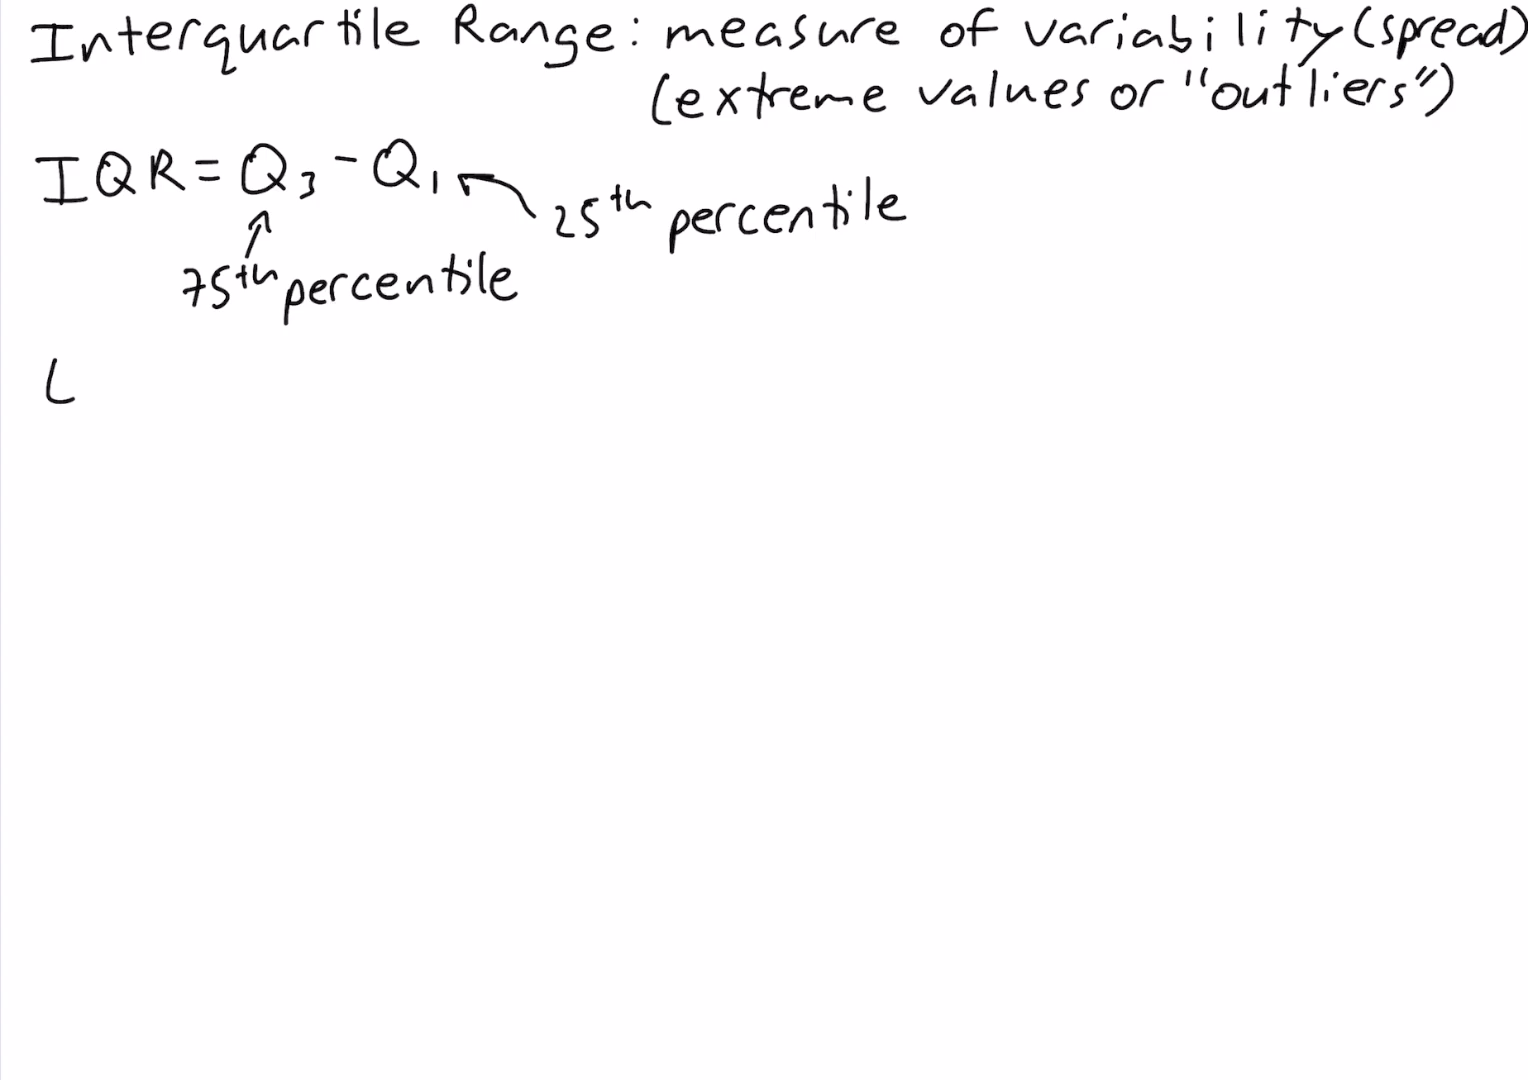 Interquartile Range: measure of variability (spread)
(extreme values or "outliers")
IQR = Q₃ - Q₁
25th percentile
75th percentile
L